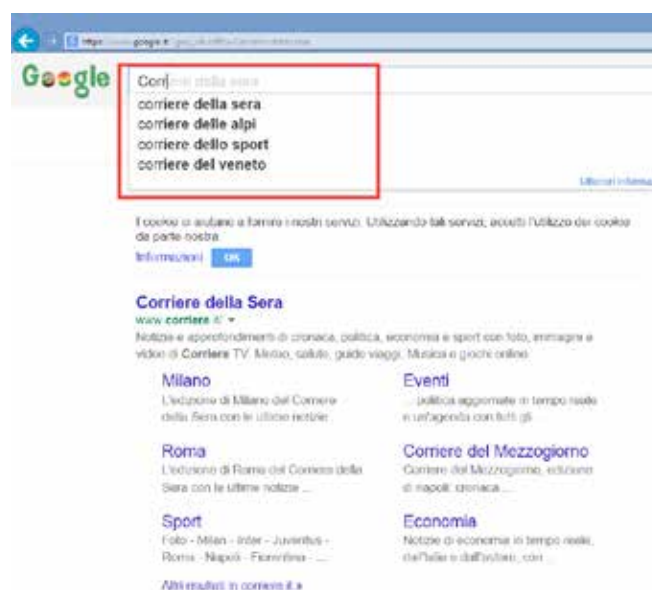 Google
Corriere della sera
corriere della sera
corriere delle alpi
corriere dello sport
corriere del veneto
Ulteriori informa
I cookie ci aiutano a fornire i nostri servizi. Utilizzando tali servizi, accetti l'utilizzo dei cookie
da parte nostra.
Informazioni OK
Corriere della Sera
www.corriere.it/
Notizie e approfondimenti di cronaca, politica, economia e sport con foto, immagini e
video di Corriere TV. Meteo, salute, guide viaggi, Musica e giochi online
Milano
L'edizione di Milano del Corriere
della Sera con le ultime notizie
Eventi
... politica aggiornate in tempo reale
e un'agenda con tutti gli
Roma
L'edizione di Roma del Corriere della
Sera con le ultime notizie ...
Corriere del Mezzogiorno
Corriere del Mezzogiorno, edizione
di napoli: cronaca ...
Sport
Foto - Milan - Inter - Juventus -
Roma - Napoli - Fiorentina - ...
Economia
Notizie di economia in tempo reale,
dall'Italia e dall'estero, con ...
Altri risultati in corriere.it »